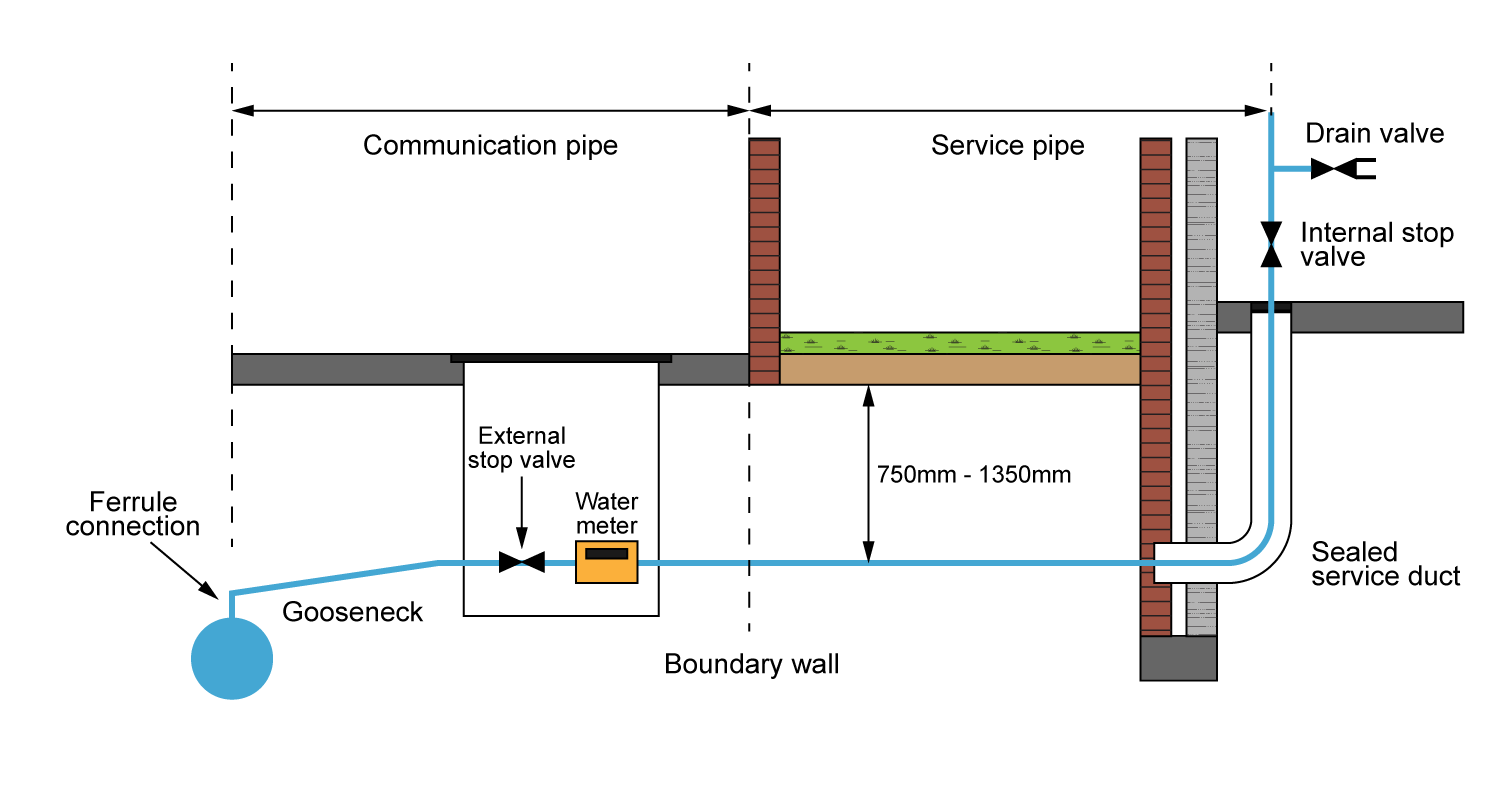 Communication pipe
Service pipe
Drain valve
Internal stop
valve
External
stop valve
Water
meter
750mm - 1350mm
Ferrule
connection
Gooseneck
Sealed
service duct
Boundary wall